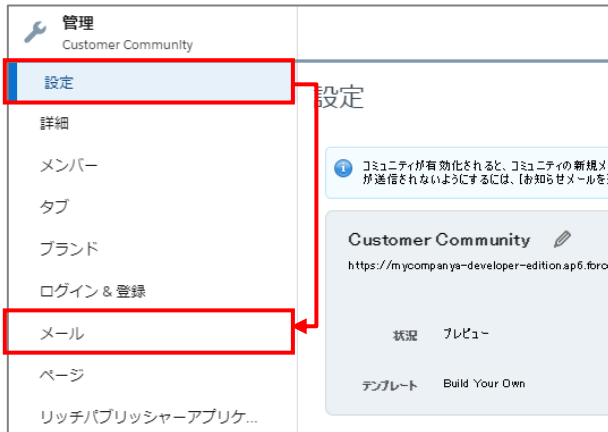 管理
Customer Community
設定
詳細
メンバー
タブ
ブランド
ログイン & 登録
メール
ページ
リッチパブリッシャーアプリケ...
設定
コミュニティが有効化されると、コミュニティの新規メ
が送信されないようにするには、[お知らせメールを
Customer Community
https://mycompanya-developer-edition.ap6.forc
状況 プレビュー
テンプレート Build Your Own